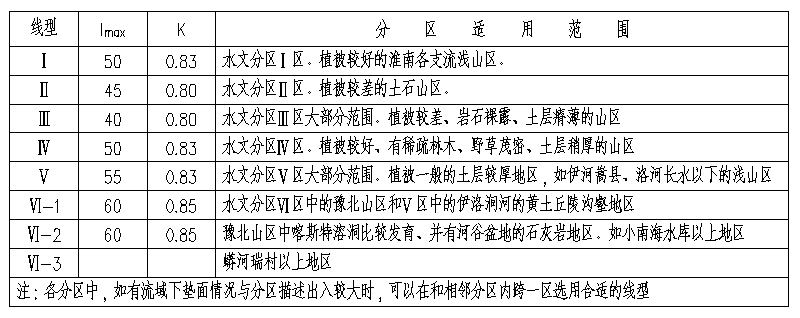 线型 Imax K 分区适用范围
Ⅰ 50 0.83 水文分区Ⅰ区。植被较好的淮南各支流浅山区。
Ⅱ 45 0.80 水文分区Ⅱ区。植被较差的土石山区。
Ⅲ 40 0.80 水文分区Ⅲ区大部分范围。植被较差、岩石裸露、土层瘠薄的山区
Ⅳ 50 0.83 水文分区Ⅳ区。植被较好、有稀疏林木、野草茂密、土层稍厚的山区
Ⅴ 55 0.83 水文分区Ⅴ区大部分范围。植被一般的土层较厚地区，如伊河嵩县、洛河长水以下的浅山区
Ⅵ-1 60 0.85 水文分区Ⅵ区中的豫北山区和Ⅴ区中的伊洛涧河的黄土丘陵沟壑地区
Ⅵ-2 60 0.85 豫北山区中喀斯特溶洞比较发育、并有河谷盆地的石灰岩地区。如小南海水库以上地区
Ⅵ-3 蟒河瑞村以上地区
注：各分区中，如有流域下垫面情况与分区描述出入较大时，可以在和相邻分区内跨一区选用合适的线型